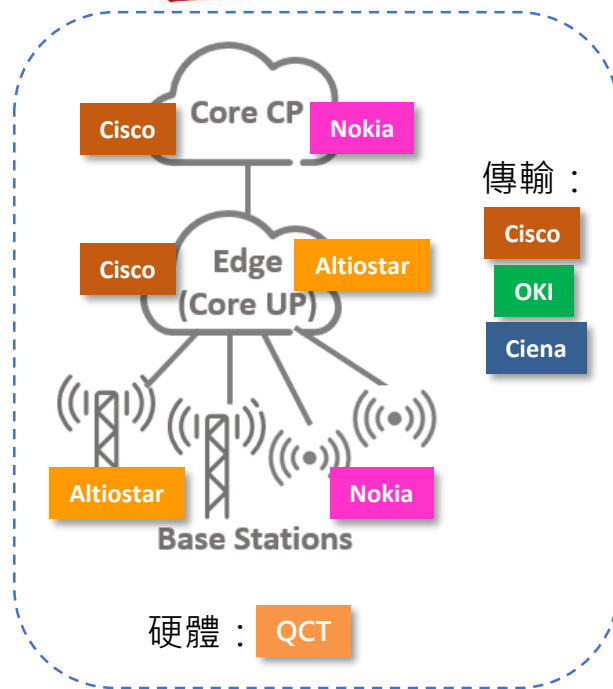 Core CP
Cisco
Nokia
傳輸：
Cisco
Edge
Altiostar
Cisco
(Core UP)
OKI
Ciena
Altiostar
Nokia
Base Stations
硬體：
QCT